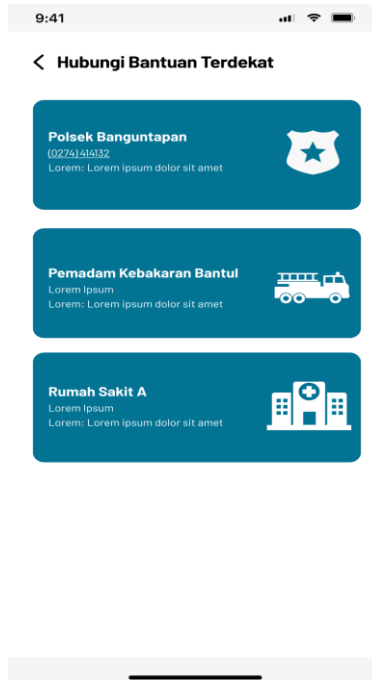 9:41
Hubungi Bantuan Terdekat
Polsek Banguntapan
(0274) 414132
Lorem: Lorem ipsum dolor sit amet
Pemadam Kebakaran Bantul
Lorem Ipsum
Lorem: Lorem ipsum dolor sit amet
Rumah Sakit A
Lorem Ipsum
Lorem: Lorem ipsum dolor sit amet